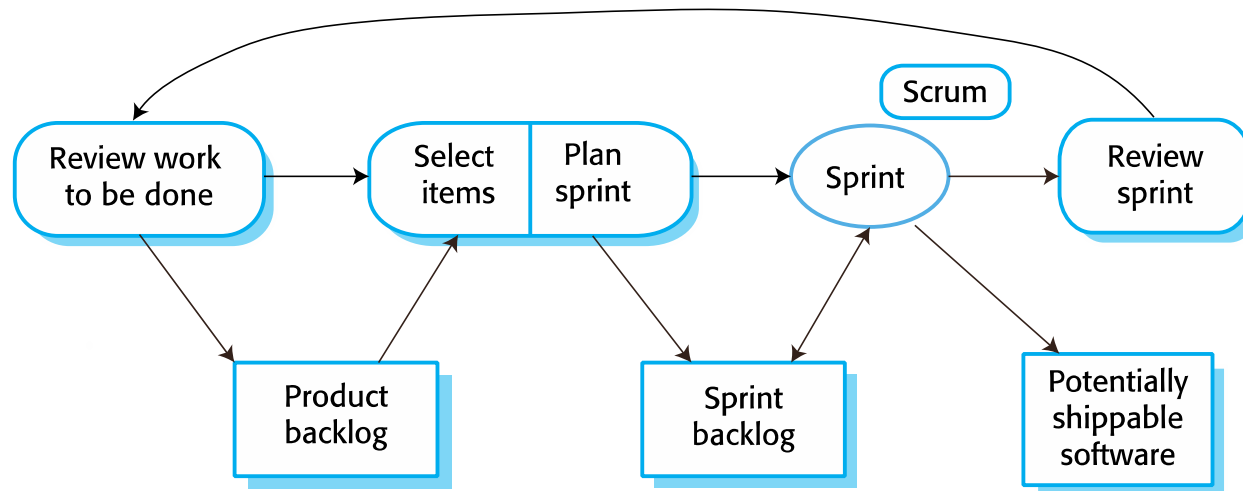 Scrum
Review work
to be done
Select
items
Plan
sprint
Sprint
Review
sprint
Product
backlog
Sprint
backlog
Potentially
shippable
software